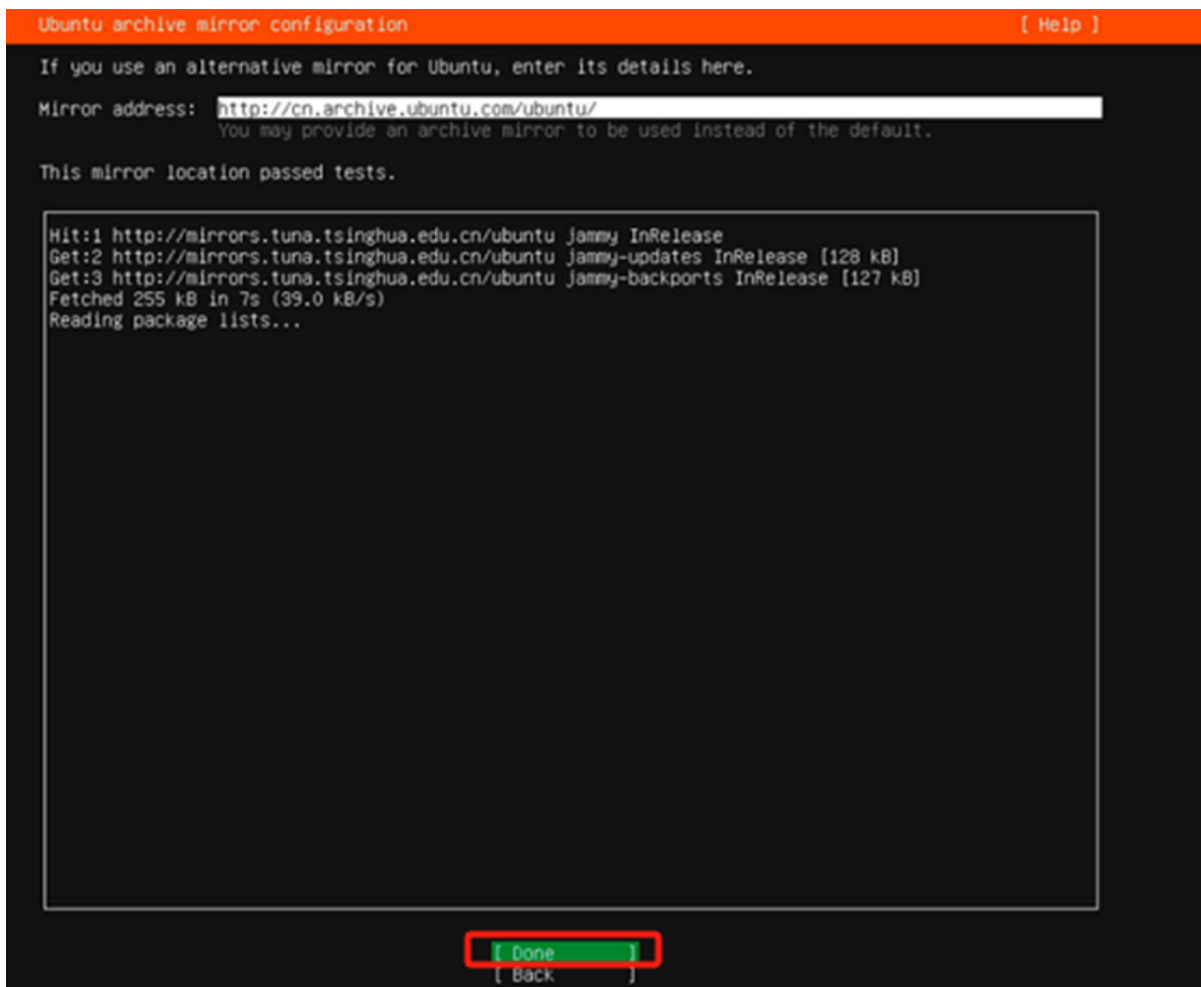 Ubuntu archive mirror configuration [ Help ]
If you use an alternative mirror for Ubuntu, enter its details here.
Mirror address: http://cn.archive.ubuntu.com/ubuntu/
You may provide an archive mirror to be used instead of the default.
This mirror location passed tests.
Hit:1 http://mirrors.tuna.tsinghua.edu.cn/ubuntu jammy InRelease
Get:2 http://mirrors.tuna.tsinghua.edu.cn/ubuntu jammy-updates InRelease [128 kB]
Get:3 http://mirrors.tuna.tsinghua.edu.cn/ubuntu jammy-backports InRelease [127 kB]
Fetched 255 kB in 7s (39.0 kB/s)
Reading package lists...
[ Done ]
[ Back ]